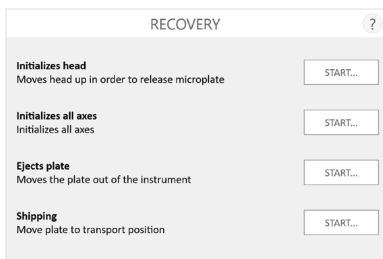 RECOVERY
?
Initializes head
Moves head up in order to release microplate
START...
Initializes all axes
Initializes all axes
START...
Ejects plate
Moves the plate out of the instrument
START...
Shipping
Move plate to transport position
START...